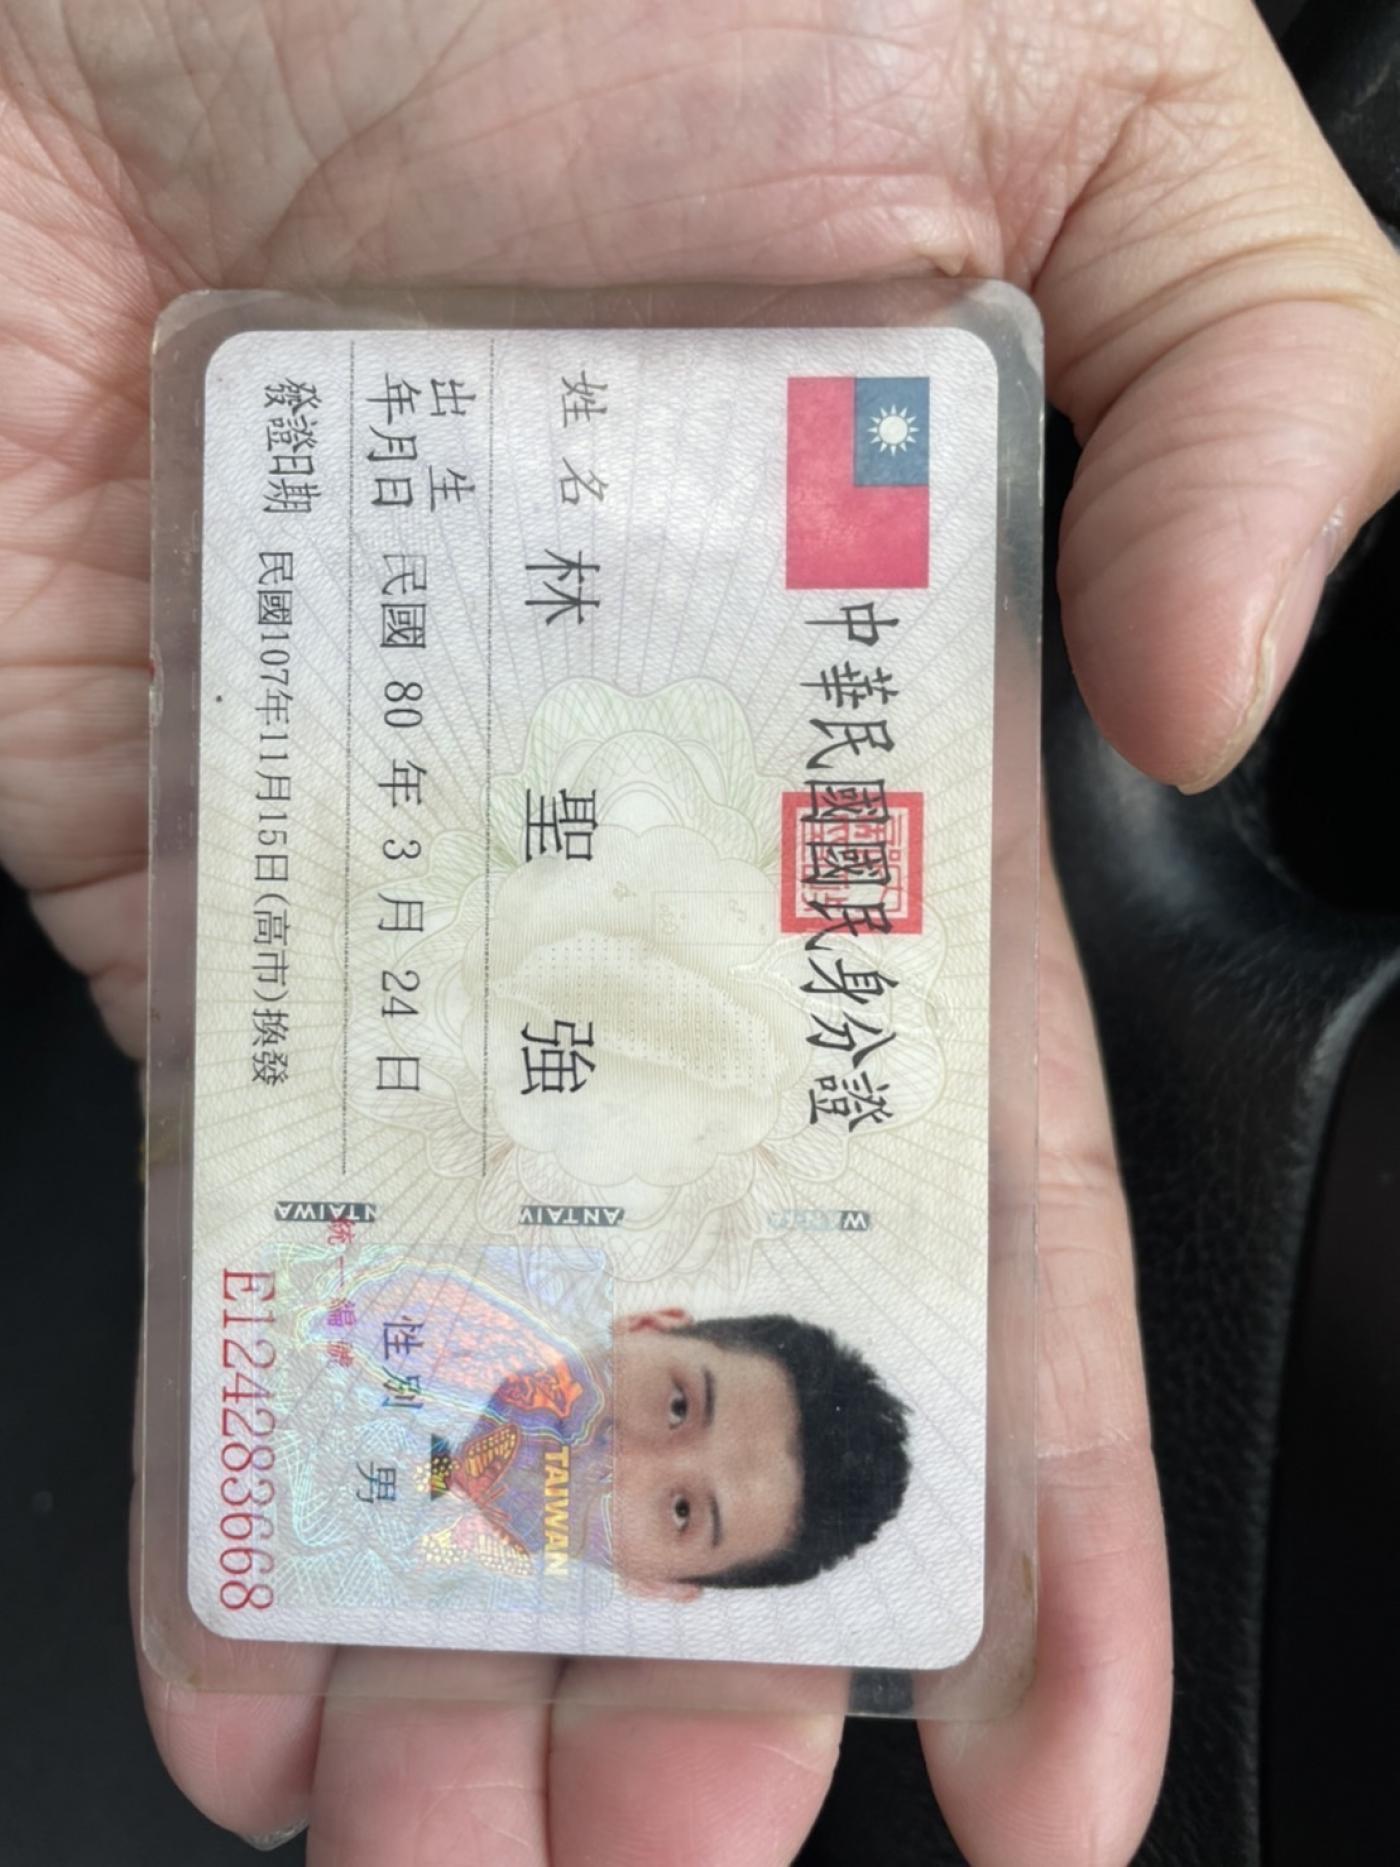 中華民國國民身分證
姓名 林聖強
出生
年月日 民國 80 年 3 月 24 日
發證日期 民國107年11月15日(高市)換發
TAIWAN
性別 男
統一編號
E124283668